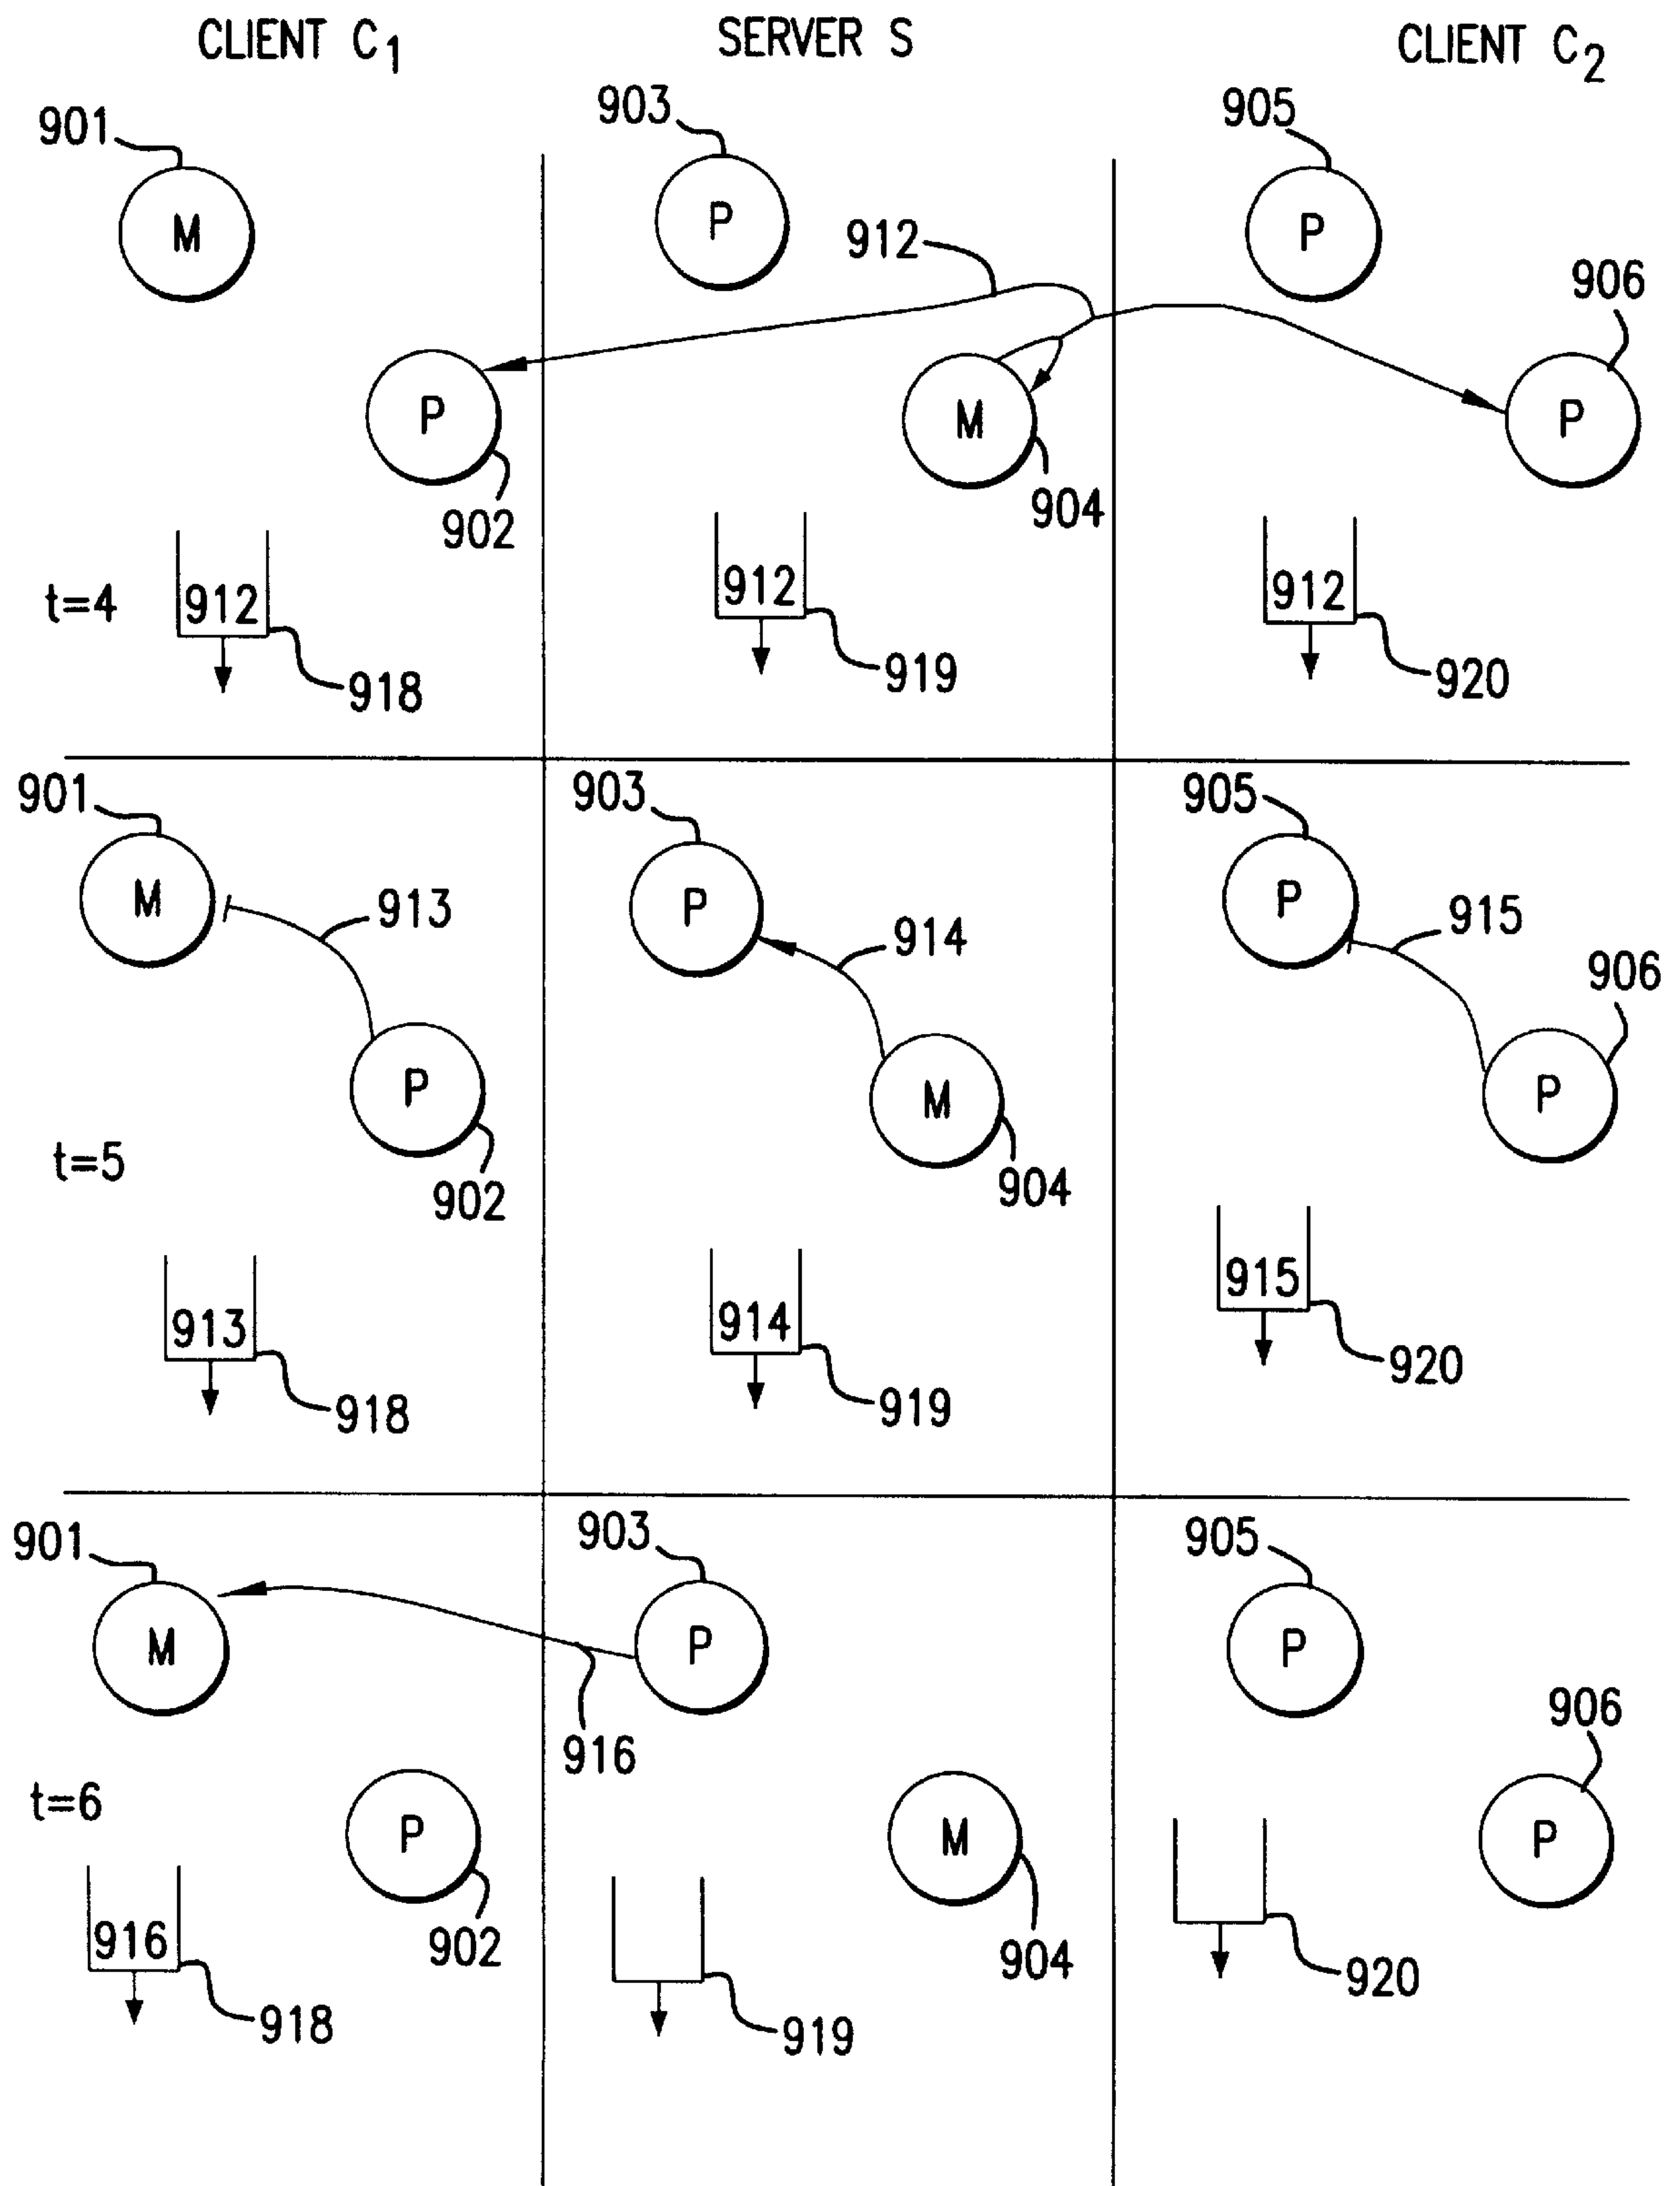 CLIENT C1 SERVER S CLIENT C2
901 903 905
M P 912 P 906
P M P
902 904
t=4 912 912 912
918 919 920
901 903 905
M 913 P 914 P 915 906
P M P
t=5 902 904
913 914 915
918 919 920
901 903 905
M P P
916 906
t=6 P M P
916 902 904
918 919 920